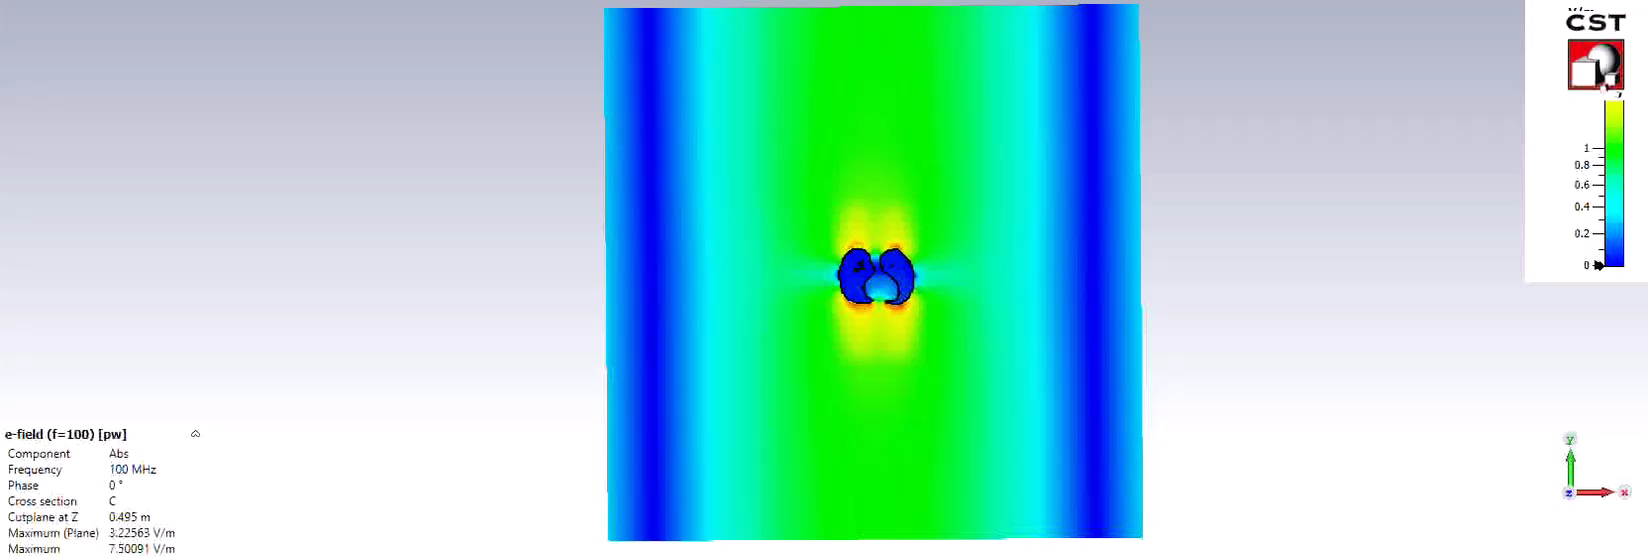 CST
1
0.8
0.6
0.4
0.2
0
e-field (f=100) [pw]
Component Abs
Frequency 100 MHz
Phase 0 °
Cross section C
Cutplane at Z 0.495 m
Maximum (Plane) 3.22563 V/m
Maximum 7.50091 V/m
y
z
x